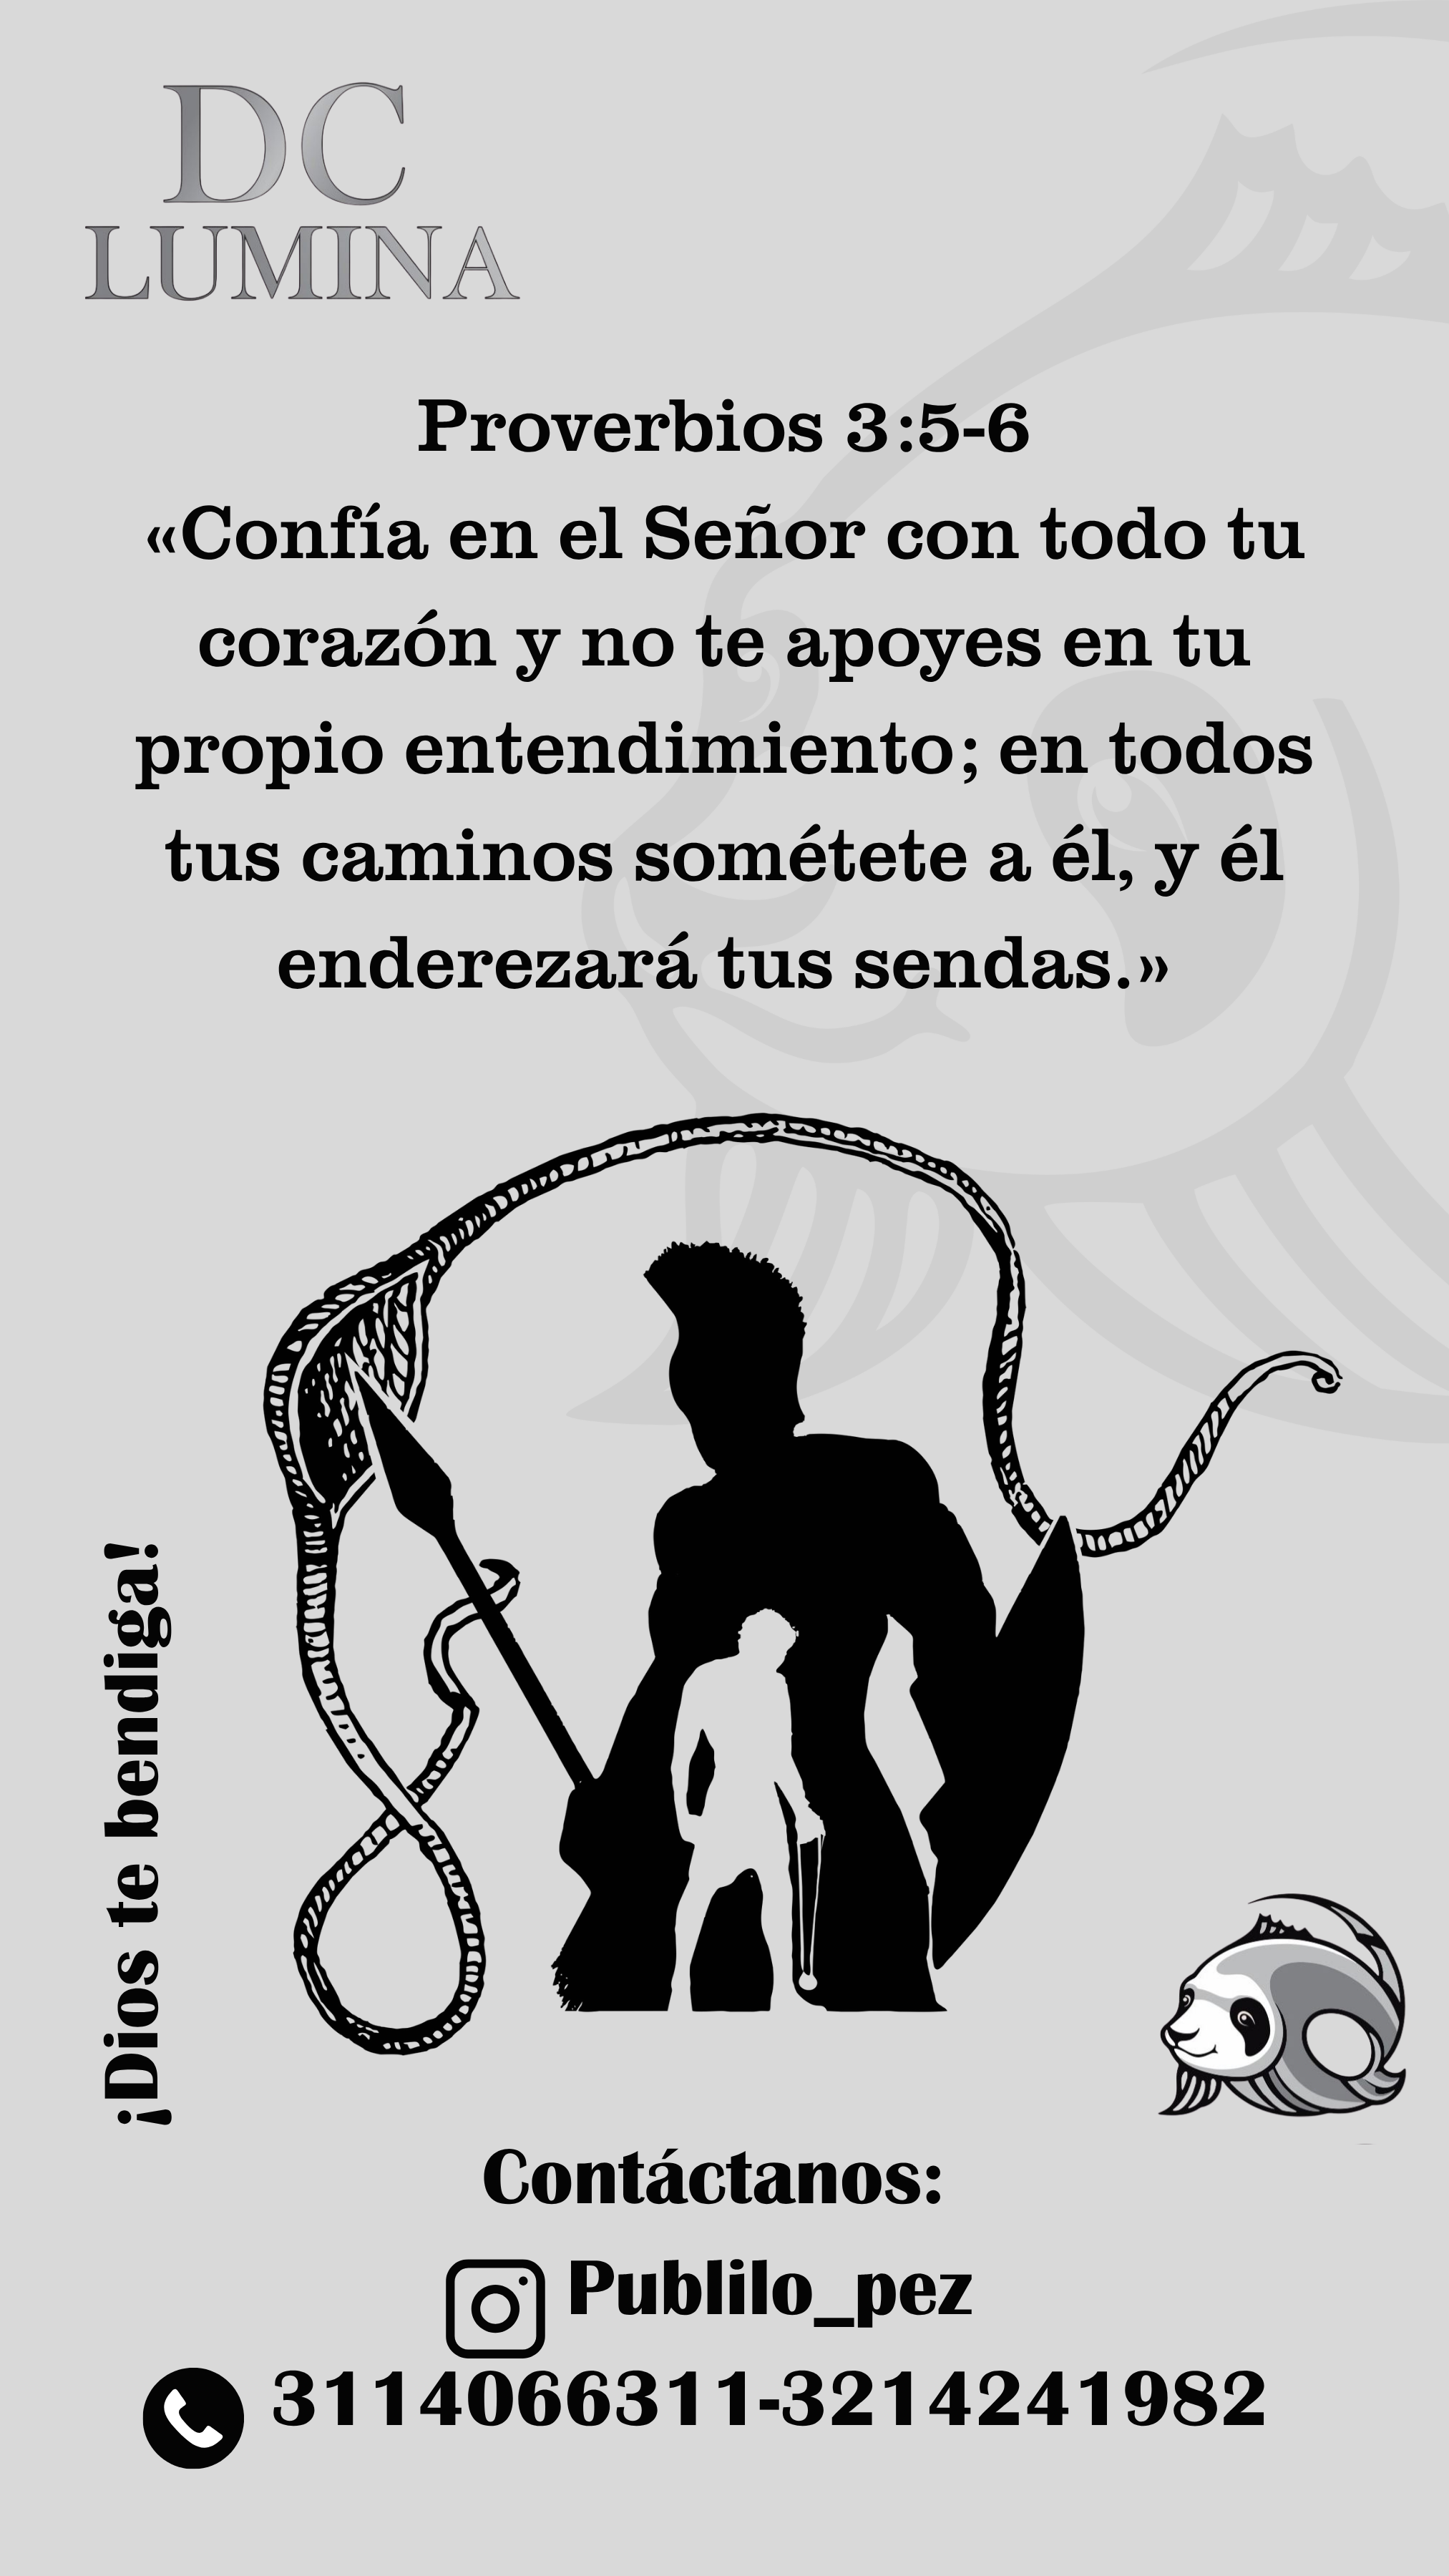 DC
LUMINA
Proverbios 3:5-6
«Confía en el Señor con todo tu
corazón y no te apoyes en tu
propio entendimiento; en todos
tus caminos sométete a él, y él
enderezará tus sendas.»
¡Dios te bendiga!
Contáctanos:
Publilo_pez
3114066311-3214241982